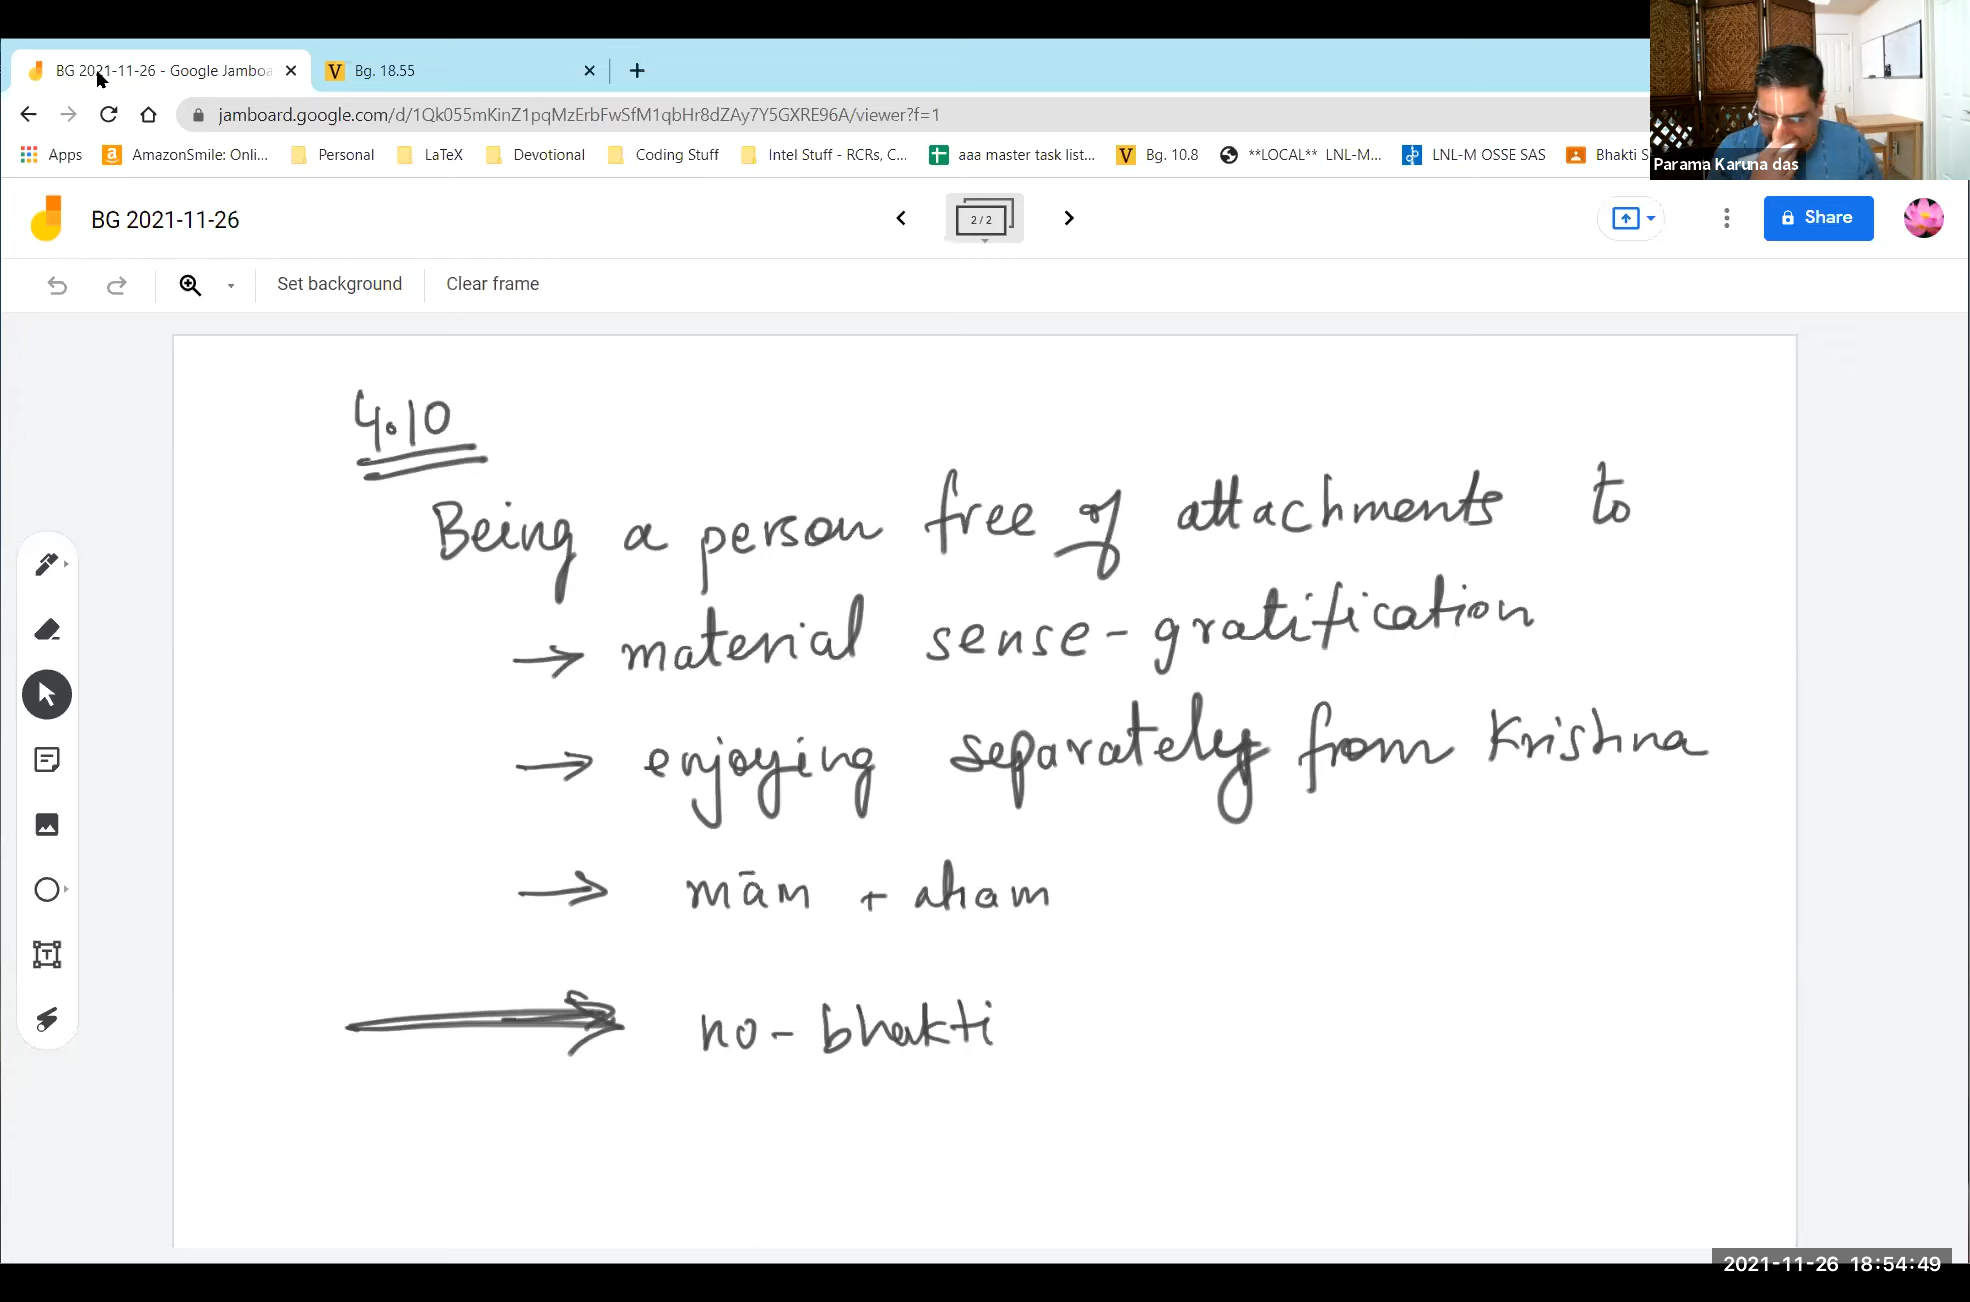 BG 2021-11-26 - Google Jamboa
Bg. 18.55
jamboard.google.com/d/1Qk055mKinZ1pqMzErbFwSfM1qbHr8dZAy7Y5GXRE96A/viewer?f=1
Apps AmazonSmile: Onli... Personal LaTeX Devotional Coding Stuff Intel Stuff - RCRs, C... aaa master task list... Bg. 10.8 **LOCAL** LNL-M... LNL-M OSSE SAS Bhakti S
Parama Karuna das
BG 2021-11-26
2 / 2
Share
Set background Clear frame
4.10
Being a person free of attachments to
→ material sense-gratification
→ enjoying separately from Krishna
→ mām + aham
→ no-bhakti
2021-11-26 18:54:49